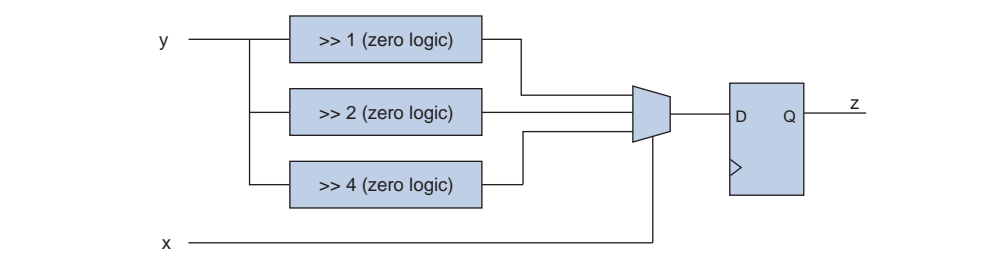 y
>> 1 (zero logic)
>> 2 (zero logic)
>> 4 (zero logic)
x
D
Q
z